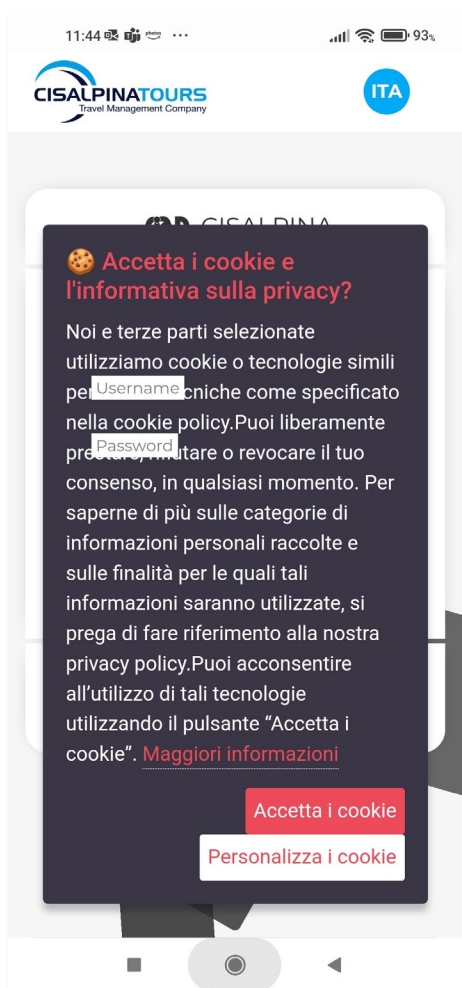 11:44
93%
CISALPINATOURS
Travel Management Company
ITA
🍪 Accetta i cookie e
l'informativa sulla privacy?
Noi e terze parti selezionate
utilizziamo cookie o tecnologie simili
per cniche come specificato
Username
nella cookie policy.Puoi liberamente
utare o revocare il tuo
Password
consenso, in qualsiasi momento. Per
saperne di più sulle categorie di
informazioni personali raccolte e
sulle finalità per le quali tali
informazioni saranno utilizzate, si
prega di fare riferimento alla nostra
privacy policy.Puoi acconsentire
all’utilizzo di tali tecnologie
utilizzando il pulsante “Accetta i
cookie”. Maggiori informazioni
Accetta i cookie
Personalizza i cookie